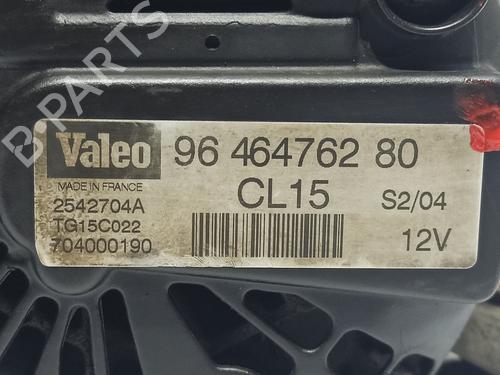 B PARTS
Valeo
96 464762 80
MADE IN FRANCE
CL15
S2/04
2542704A
TG15C022
704000190
12V